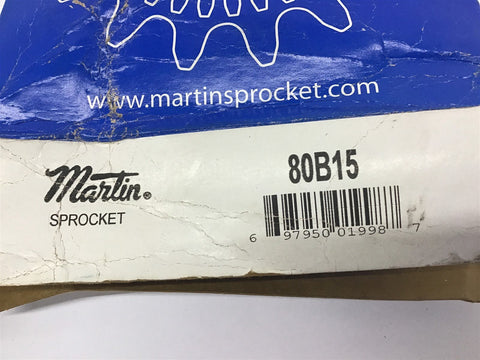 www.martinsprocket.com
Martin®
SPROCKET
80B15
6 97950 01998 7